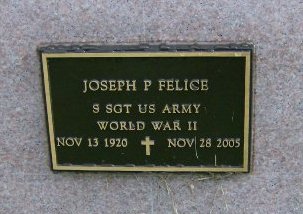 JOSEPH P FELICE
S SGT US ARMY
WORLD WAR II
NOV 13 1920 NOV 28 2005